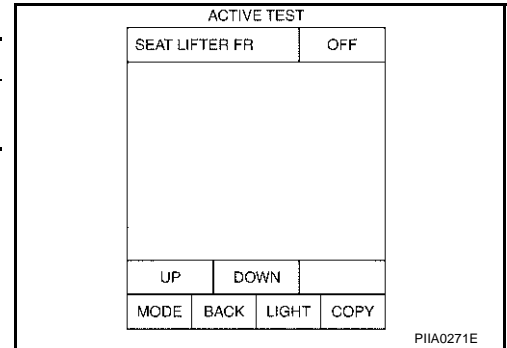 ACTIVE TEST
SEAT LIFTER FR OFF
UP DOWN
MODE BACK LIGHT COPY
PIIA0271E